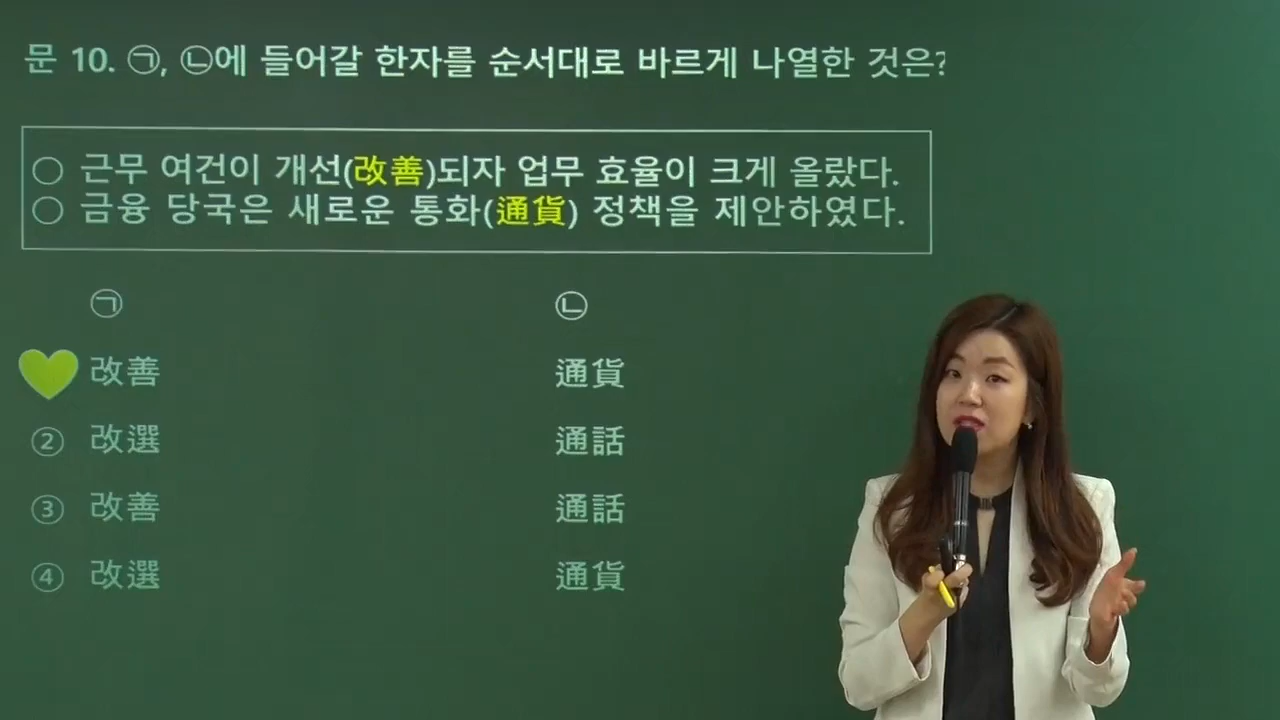 문 10. ㉠, ㉡에 들어갈 한자를 순서대로 바르게 나열한 것은?
○ 근무 여건이 개선(改善)되자 업무 효율이 크게 올랐다.
○ 금융 당국은 새로운 통화(通貨) 정책을 제안하였다.
㉠ ㉡
改善 通貨
② 改選 通話
③ 改善 通話
④ 改選 通貨